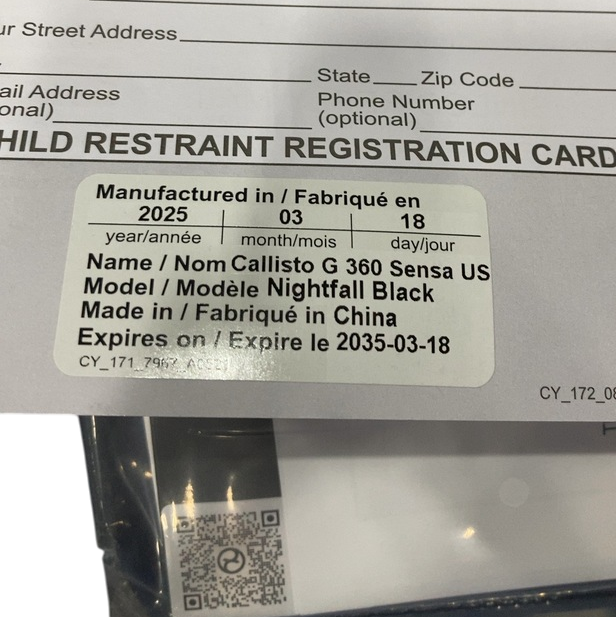 ur Street Address
State Zip Code
ail Address
onal)
Phone Number
(optional)
HILD RESTRAINT REGISTRATION CARD
Manufactured in / Fabriqué en
2025 03 18
year/année month/mois day/jour
Name / Nom Callisto G 360 Sensa US
Model / Modèle Nightfall Black
Made in / Fabriqué in China
Expires on / Expire le 2035-03-18
CY_171_7967
CY_172_08